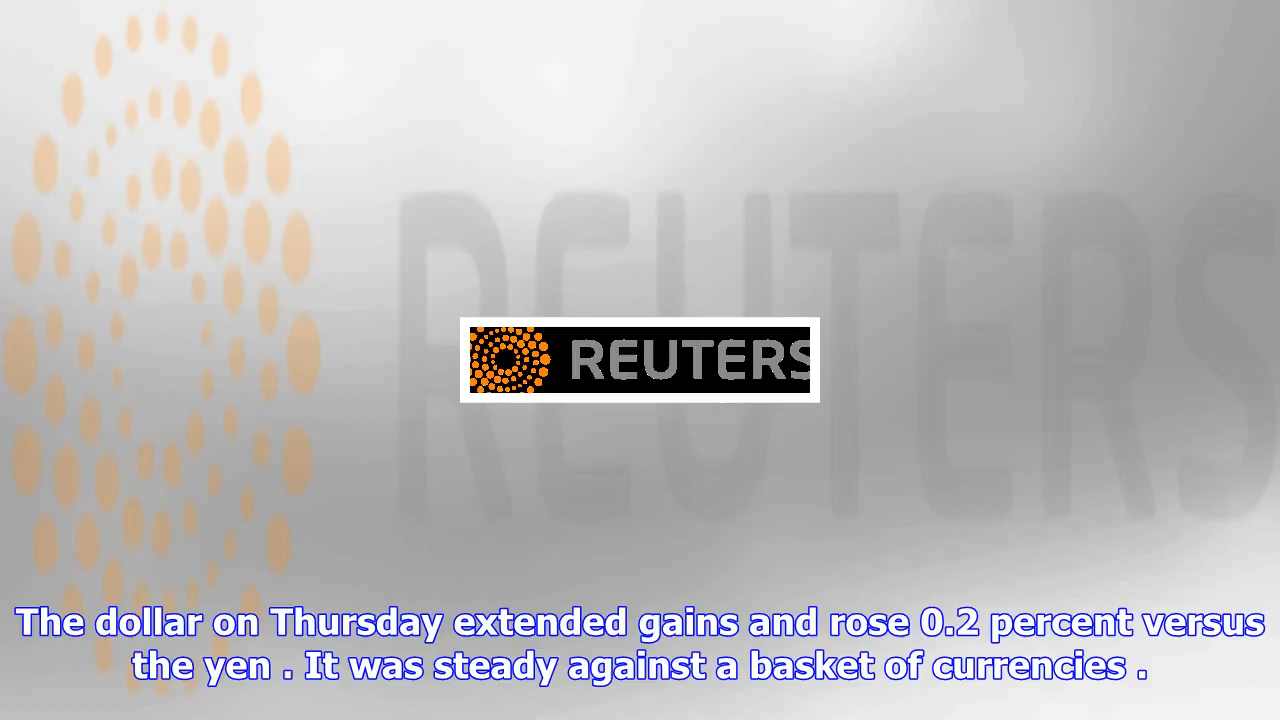 REUTERS
REUTERS
The dollar on Thursday extended gains and rose 0.2 percent versus
the yen . It was steady against a basket of currencies .